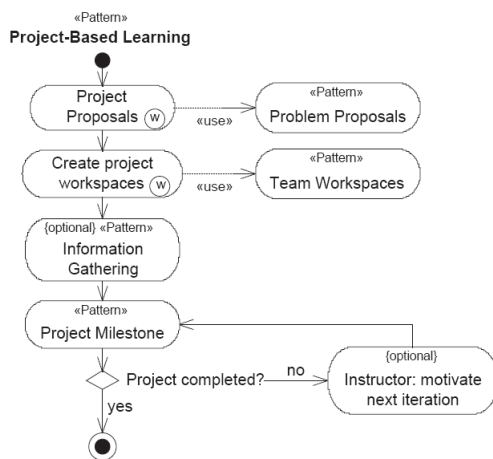 «Pattern»
Project-Based Learning
Project
Proposals
W
«use»
«Pattern»
Problem Proposals
Create project
workspaces
W
«use»
«Pattern»
Team Workspaces
{optional} «Pattern»
Information
Gathering
«Pattern»
Project Milestone
Project completed?
no
yes
{optional}
Instructor: motivate
next iteration